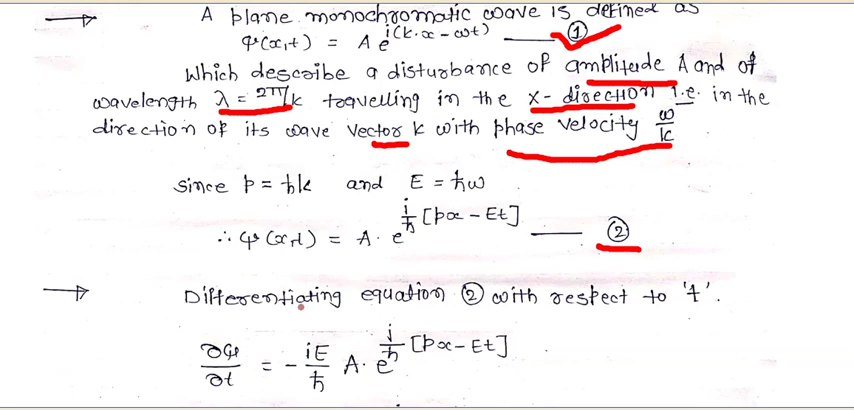 → A plane monochromatic wave is defined as
ψ(x,t) = A e^{i(k·x - ωt)} —— ①
Which describe a disturbance of amplitude A and of
wavelength λ = 2π/k travelling in the x-direction i.e. in the
direction of its wave vector k with phase velocity ω/k
since p = ħk and E = ħω
∴ ψ(x,t) = A. e^{i/ħ [px - Et]} —— ②
→ Differentiating equation ② with respect to 't'.
∂ψ/∂t = - iE/ħ A. e^{i/ħ [px - Et]}